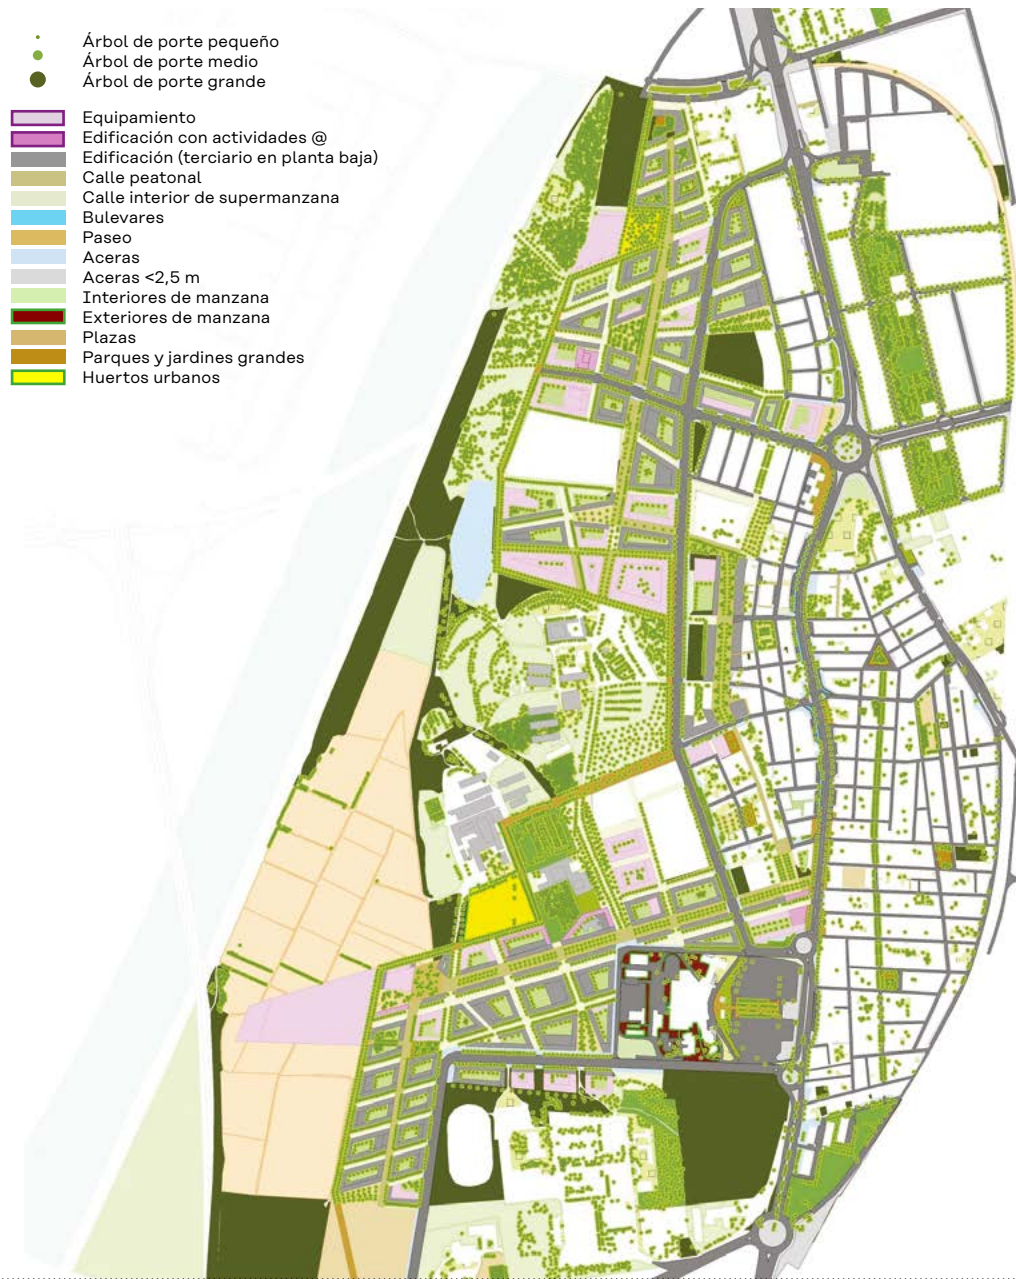 Árbol de porte pequeño
Árbol de porte medio
Árbol de porte grande
Equipamiento
Edificación con actividades @
Edificación (terciario en planta baja)
Calle peatonal
Calle interior de supermanzana
Bulevares
Paseo
Aceras
Aceras <2,5 m
Interiores de manzana
Exteriores de manzana
Plazas
Parques y jardines grandes
Huertos urbanos